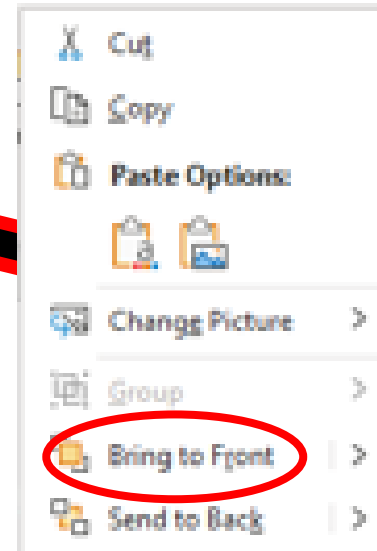 Cut
Copy
Paste Options:
a
Change Picture
Group
Bring to Front
Send to Back